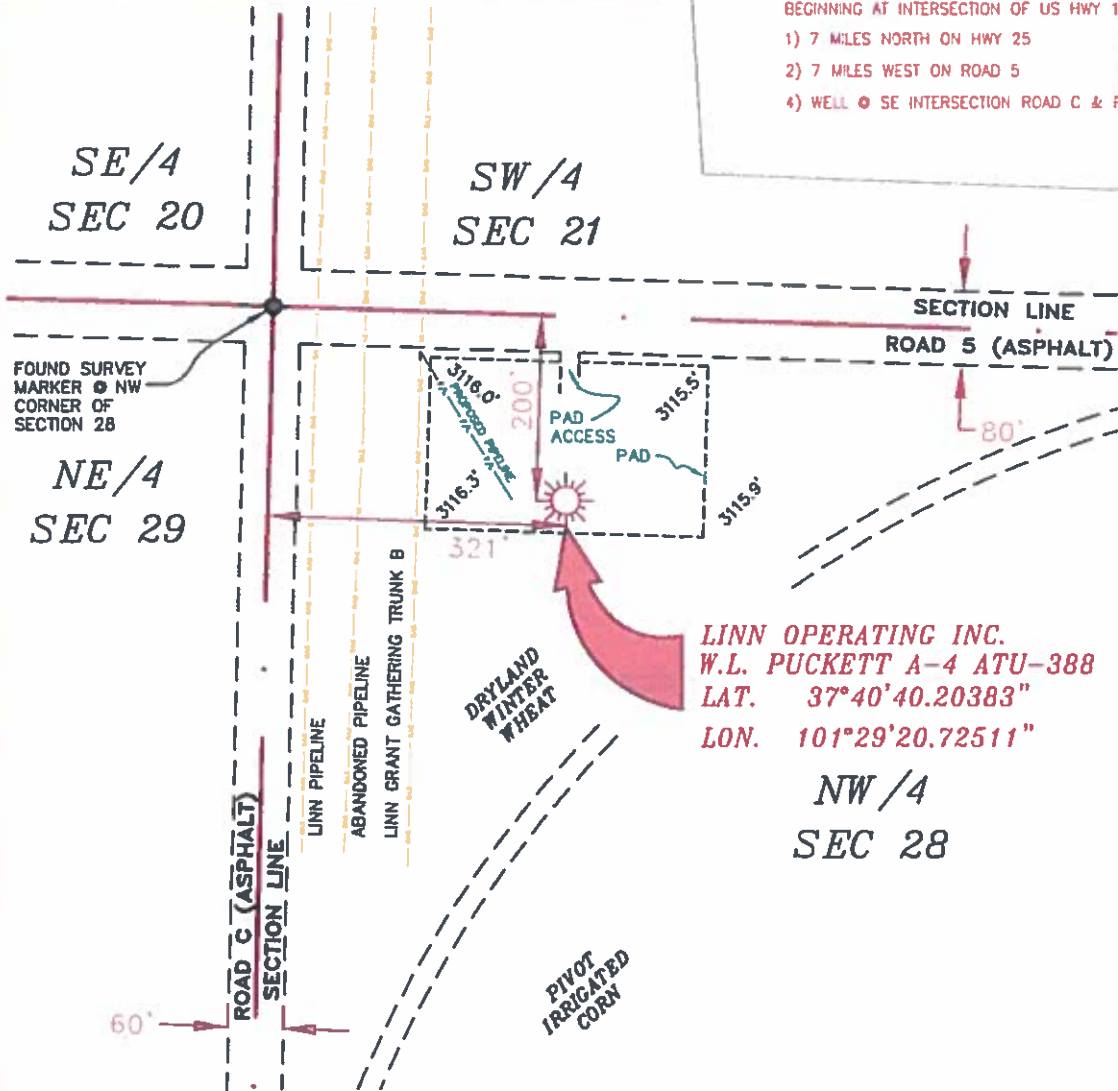 BEGINNING AT INTERSECTION OF US HWY
1) 7 MILES NORTH ON HWY 25
2) 7 MILES WEST ON ROAD 5
4) WELL @ SE INTERSECTION ROAD C &
SE/4
SEC 20
SW/4
SEC 21
SECTION LINE
ROAD 5 (ASPHALT)
80'
FOUND SURVEY
MARKER @ NW
CORNER OF
SECTION 28
NE/4
SEC 29
3116.0'
PROPOSED PIPELINE
3116.3'
200'
PAD
ACCESS
PAD
3115.5'
3115.9'
321'
LINN PIPELINE
ABANDONED PIPELINE
LINN GRANT GATHERING TRUNK B
DRYLAND
WINTER
WHEAT
LINN OPERATING INC.
W.L. PUCKETT A-4 ATU-388
LAT. 37°40'40.20383"
LON. 101°29'20.72511"
NW/4
SEC 28
ROAD C (ASPHALT)
SECTION LINE
60'
PIVOT
IRRIGATED
CORN